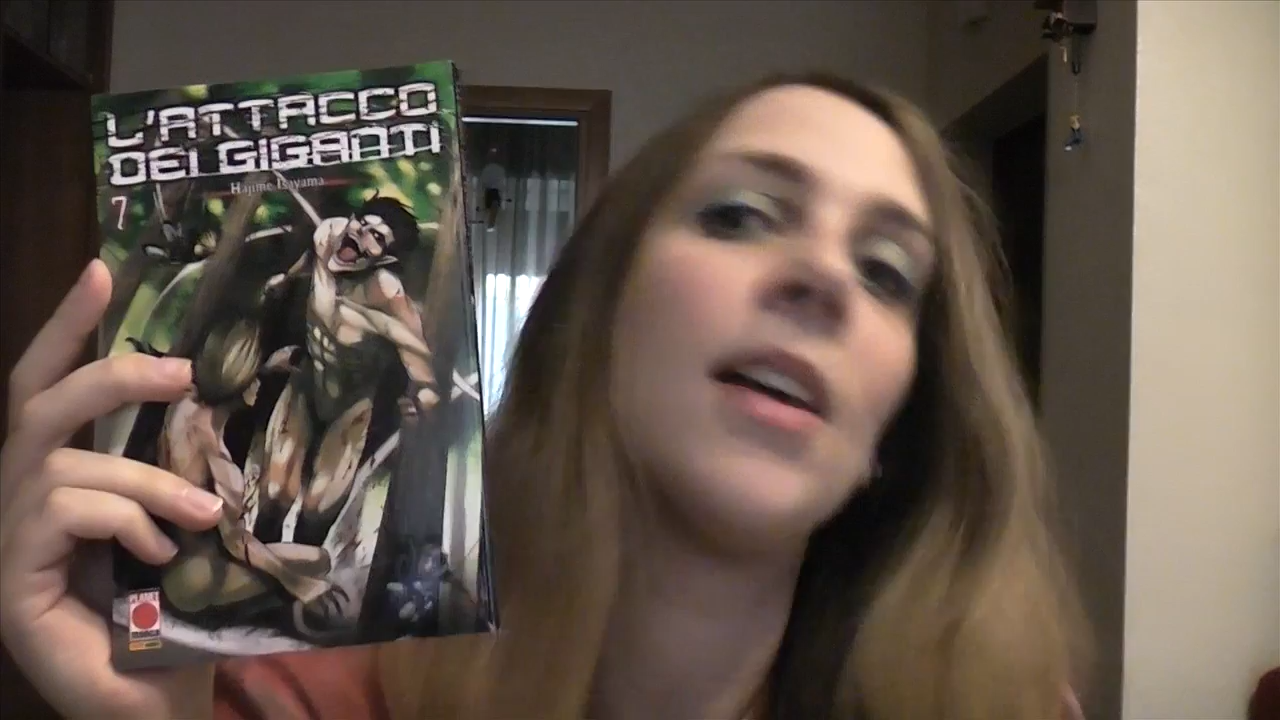 L'ATTACCO
DEI GIGANTI
Hajime Isayama
7
PLANET
MANGA